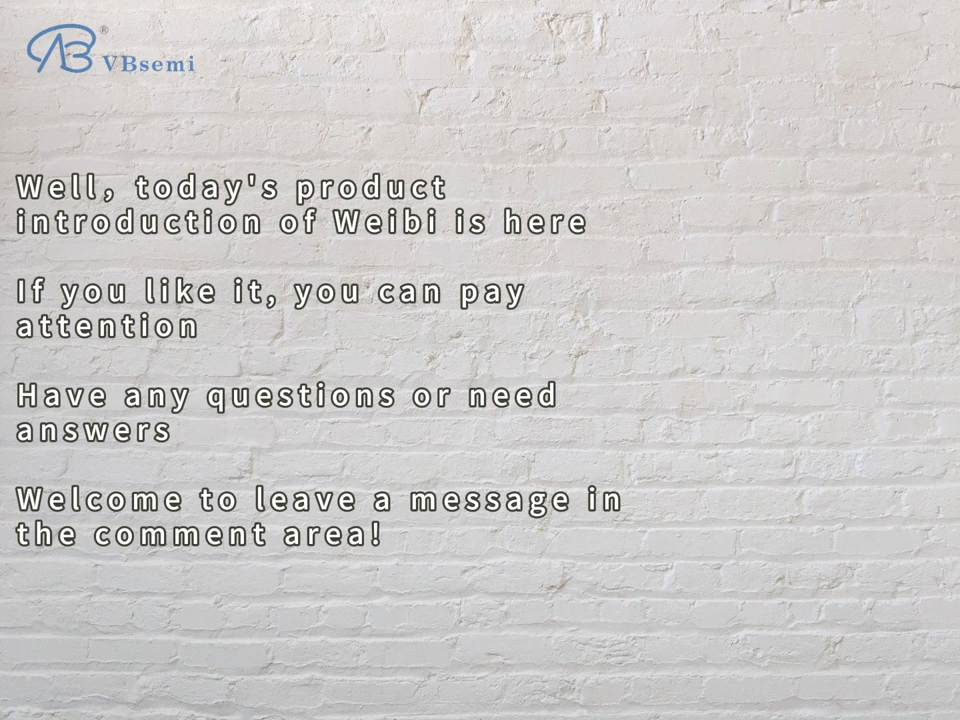 VBsemi
Well, today's product
introduction of Weibi is here
If you like it, you can pay
attention
Have any questions or need
answers
Welcome to leave a message in
the comment area!